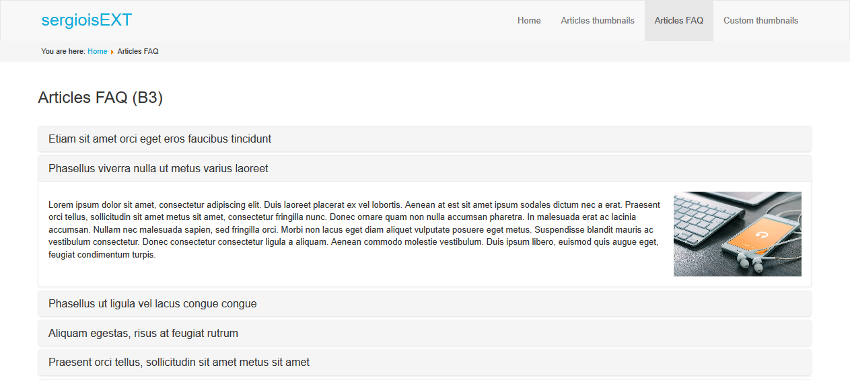 sergioisEXT
Home Articles thumbnails Articles FAQ Custom thumbnails
You are here: Home Articles FAQ
Articles FAQ (B3)
Etiam sit amet orci eget eros faucibus tincidunt
Phasellus viverra nulla ut metus varius laoreet
Lorem ipsum dolor sit amet, consectetur adipiscing elit. Duis laoreet placerat ex vel lobortis. Aenean at est sit amet ipsum sodales dictum nec a erat. Praesent
orci tellus, sollicitudin sit amet metus sit amet, consectetur fringilla nunc. Donec ornare quam non nulla accumsan pharetra. In malesuada erat ac lacinia
accumsan. Nullam nec malesuada sapien, sed fringilla orci. Morbi non lacus eget diam aliquet vulputate posuere eget metus. Suspendisse blandit mauris ac
vestibulum consectetur. Donec consectetur consectetur ligula a aliquam. Aenean commodo molestie vestibulum. Duis ipsum libero, euismod quis augue eget,
feugiat condimentum turpis.
Phasellus ut ligula vel lacus congue congue
Aliquam egestas, risus at feugiat rutrum
Praesent orci tellus, sollicitudin sit amet metus sit amet